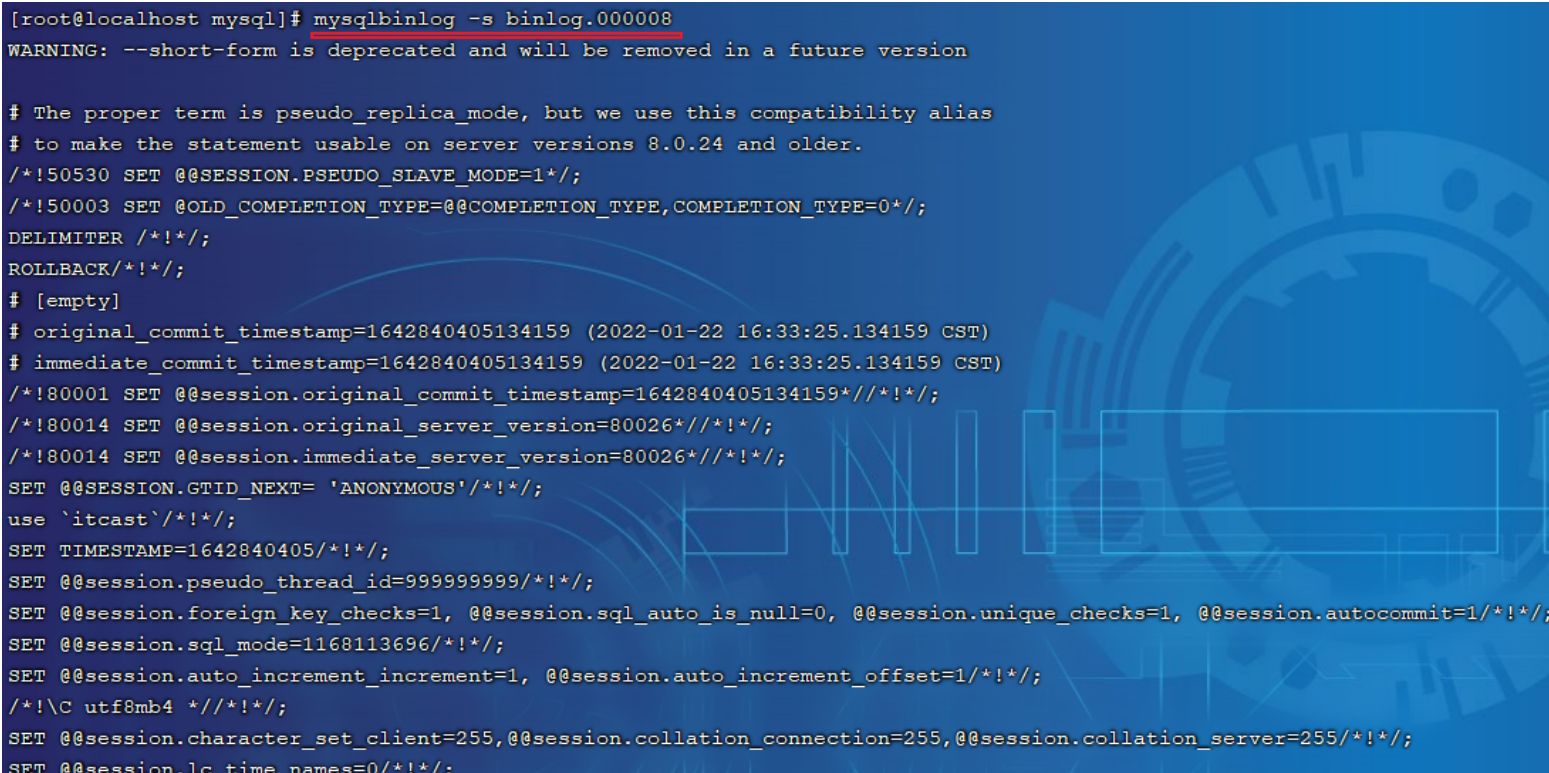 [root@localhost mysql]# mysqlbinlog -s binlog.000008
WARNING: --short-form is deprecated and will be removed in a future version
# The proper term is pseudo_replica_mode, but we use this compatibility alias
# to make the statement usable on server versions 8.0.24 and older.
/*!50530 SET @@SESSION.PSEUDO_SLAVE_MODE=1*/;
/*!50003 SET @OLD_COMPLETION_TYPE=@@COMPLETION_TYPE,COMPLETION_TYPE=0*/;
DELIMITER /*!*/;
ROLLBACK/*!*/;
# [empty]
# original_commit_timestamp=1642840405134159 (2022-01-22 16:33:25.134159 CST)
# immediate_commit_timestamp=1642840405134159 (2022-01-22 16:33:25.134159 CST)
/*!80001 SET @@session.original_commit_timestamp=1642840405134159*//*!*/;
/*!80014 SET @@session.original_server_version=80026*//*!*/;
/*!80014 SET @@session.immediate_server_version=80026*//*!*/;
SET @@SESSION.GTID_NEXT= 'ANONYMOUS'/*!*/;
use `itcast`/*!*/;
SET TIMESTAMP=1642840405/*!*/;
SET @@session.pseudo_thread_id=999999999/*!*/;
SET @@session.foreign_key_checks=1, @@session.sql_auto_is_null=0, @@session.unique_checks=1, @@session.autocommit=1/*!*/;
SET @@session.sql_mode=1168113696/*!*/;
SET @@session.auto_increment_increment=1, @@session.auto_increment_offset=1/*!*/;
/*!\C utf8mb4 *//*!*/;
SET @@session.character_set_client=255,@@session.collation_connection=255,@@session.collation_server=255/*!*/;
SET @@session.lc_time_names=0/*!*/;